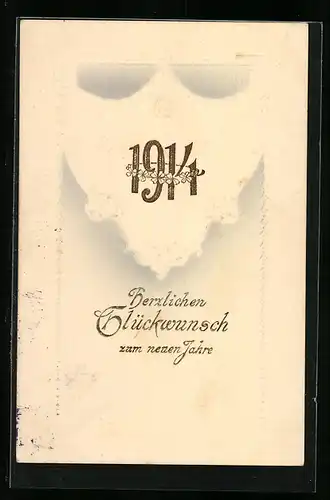 1914
Herzlichen
Glückwunsch
zum neuen Jahre